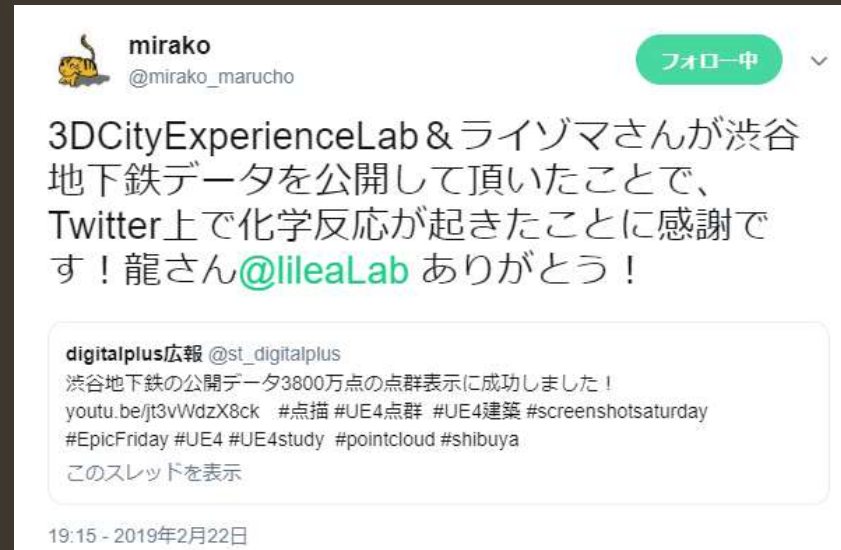 mirako
@mirako_marucho
フォロー中
3DCityExperienceLab＆ライゾマさんが渋谷
地下鉄データを公開して頂いたことで、
Twitter上で化学反応が起きたことに感謝で
す！龍さん@lileaLab ありがとう！
digitalplus広報 @st_digitalplus
渋谷地下鉄の公開データ3800万点の点群表示に成功しました！
youtu.be/jt3vWdzX8ck #点描 #UE4点群 #UE4建築 #screenshotsaturday
#EpicFriday #UE4 #UE4study #pointcloud #shibuya
このスレッドを表示
19:15 - 2019年2月22日